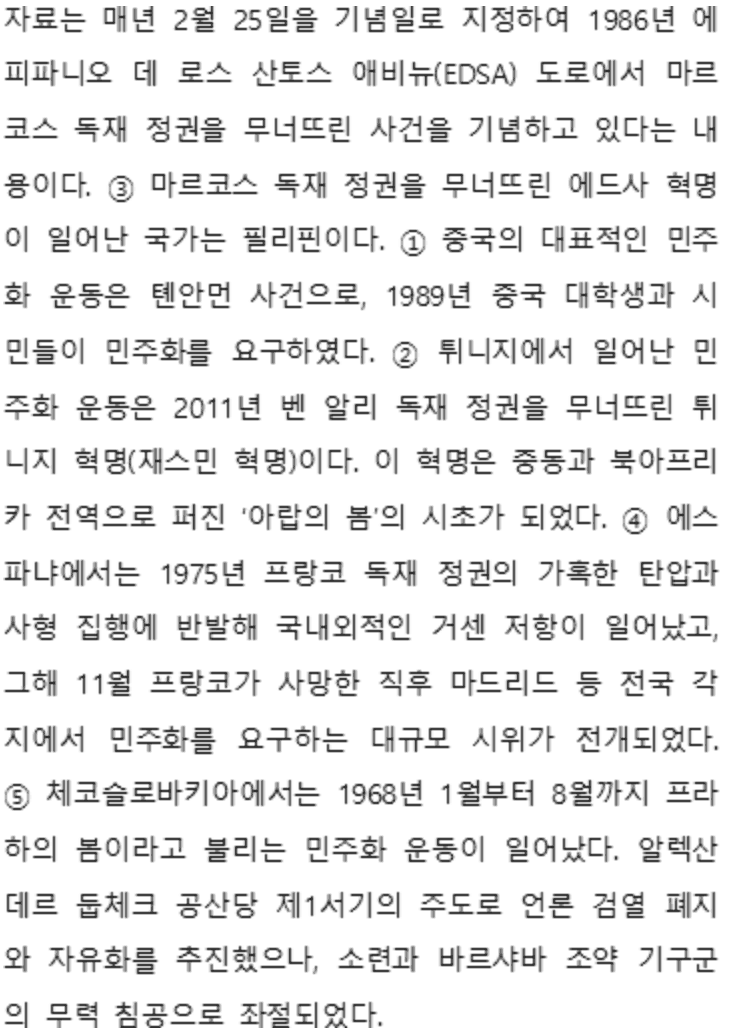 자료는 매년 2월 25일을 기념일로 지정하여 1986년 에
피파니오 데 로스 산토스 애비뉴(EDSA) 도로에서 마르
코스 독재 정권을 무너뜨린 사건을 기념하고 있다는 내
용이다. ③ 마르코스 독재 정권을 무너뜨린 에드사 혁명
이 일어난 국가는 필리핀이다. ① 중국의 대표적인 민주
화 운동은 톈안먼 사건으로, 1989년 중국 대학생과 시
민들이 민주화를 요구하였다. ② 튀니지에서 일어난 민
주화 운동은 2011년 벤 알리 독재 정권을 무너뜨린 튀
니지 혁명(재스민 혁명)이다. 이 혁명은 중동과 북아프리
카 전역으로 퍼진 '아랍의 봄'의 시초가 되었다. ④ 에스
파냐에서는 1975년 프랑코 독재 정권의 가혹한 탄압과
사형 집행에 반발해 국내외적인 거센 저항이 일어났고,
그해 11월 프랑코가 사망한 직후 마드리드 등 전국 각
지에서 민주화를 요구하는 대규모 시위가 전개되었다.
⑤ 체코슬로바키아에서는 1968년 1월부터 8월까지 프라
하의 봄이라고 불리는 민주화 운동이 일어났다. 알렉산
데르 둡체크 공산당 제1서기의 주도로 언론 검열 폐지
와 자유화를 추진했으나, 소련과 바르샤바 조약 기구군
의 무력 침공으로 좌절되었다.